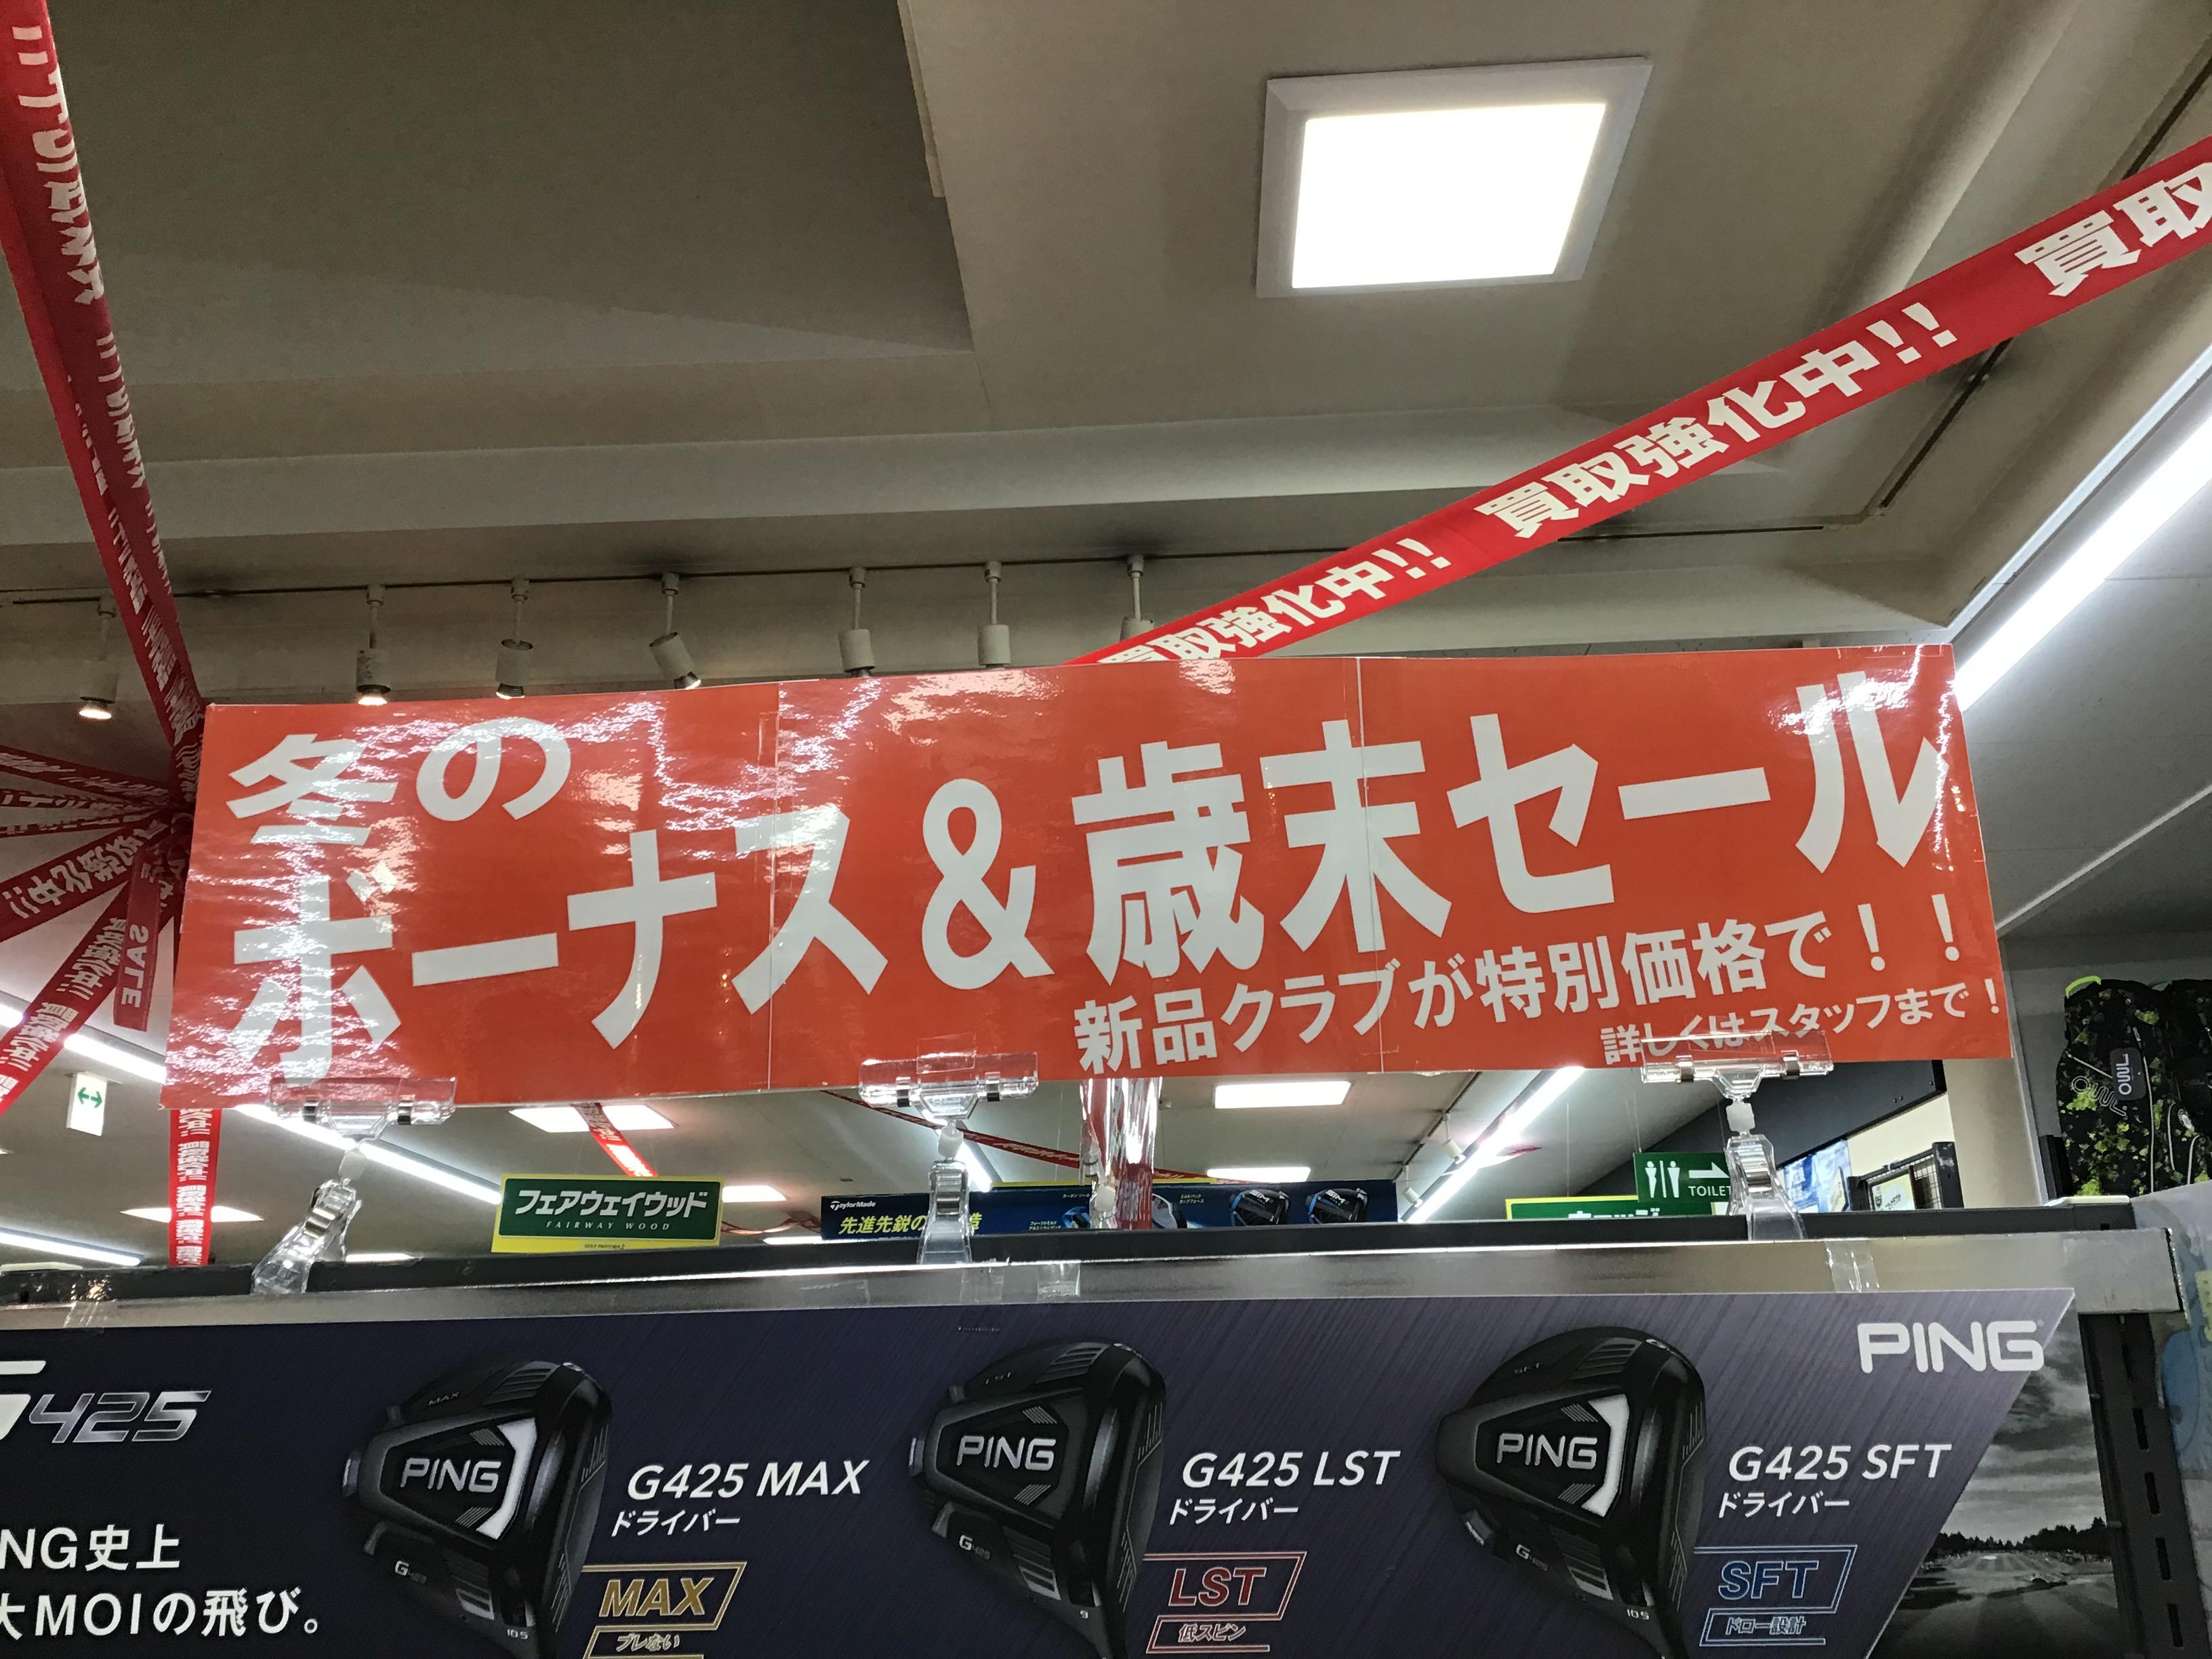 買取強化中!! 買取強化中!! 買取
冬の
ボーナス&歳末セール
新品クラブが特別価格で！！
詳しくはスタッフまで！
SALE
フェアウェイウッド
FAIRWAY WOOD
TaylorMade
先進先鋭の
TOILET
PING
G425
PING
G425 MAX
ドライバー
MAX
ブレない
PING
G425 LST
ドライバー
LST
低スピン
PING
G425 SFT
ドライバー
SFT
ドロー設計
NG史上
大MOIの飛び。